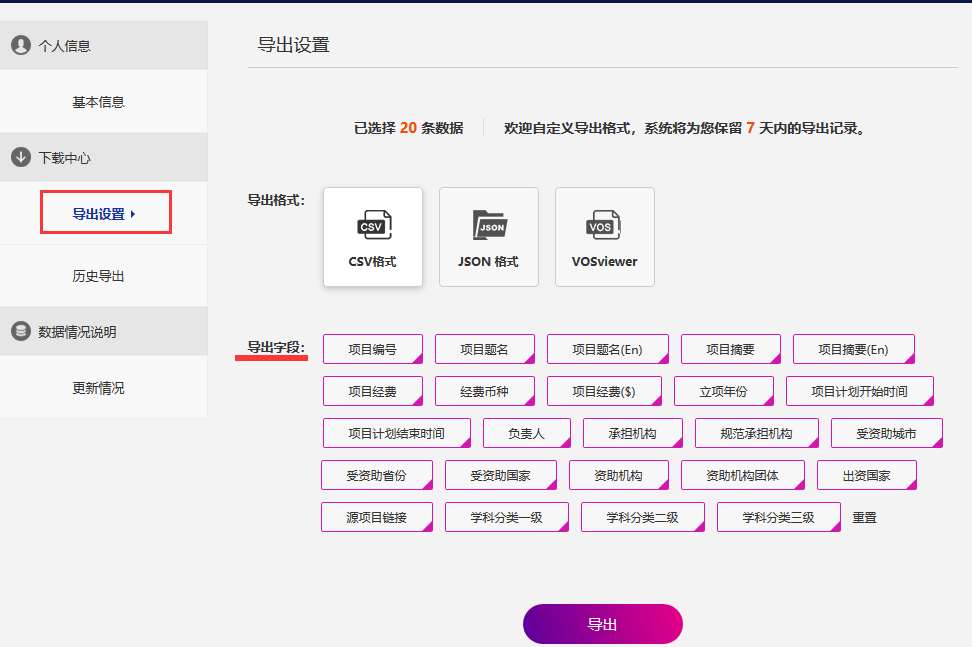 个人信息
基本信息
下载中心
导出设置
历史导出
数据情况说明
更新情况
导出设置
已选择 20 条数据 欢迎自定义导出格式，系统将为您保留 7 天内的导出记录。
导出格式：
CSV
CSV格式
JSON
JSON 格式
VOS
VOSviewer
导出字段：
项目编号 项目题名 项目题名(En) 项目摘要 项目摘要(En)
项目经费 经费币种 项目经费($) 立项年份 项目计划开始时间
项目计划结束时间 负责人 承担机构 规范承担机构 受资助城市
受资助省份 受资助国家 资助机构 资助机构团体 出资国家
源项目链接 学科分类一级 学科分类二级 学科分类三级 重置
导出